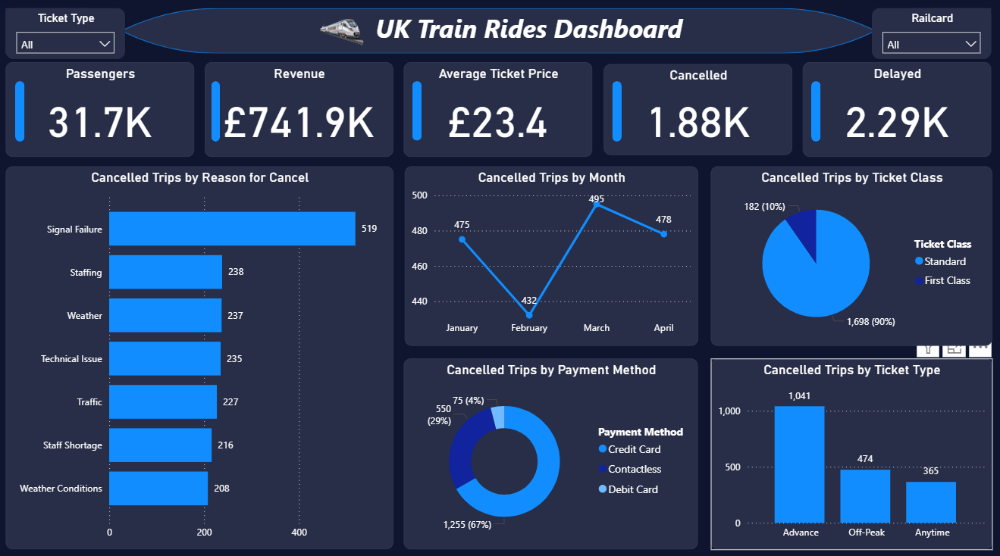 Ticket Type
All
UK Train Rides Dashboard
Railcard
All
Passengers
31.7K
Revenue
£741.9K
Average Ticket Price
£23.4
Cancelled
1.88K
Delayed
2.29K
Cancelled Trips by Reason for Cancel
Signal Failure
519
Staffing
238
Weather
237
Technical Issue
235
Traffic
227
Staff Shortage
216
Weather Conditions
208
0
200
400
Cancelled Trips by Month
500
480
460
440
475
432
495
478
January
February
March
April
Cancelled Trips by Ticket Class
182 (10%)
1,698 (90%)
Ticket Class
Standard
First Class
Cancelled Trips by Payment Method
75 (4%)
550
(29%)
1,255 (67%)
Payment Method
Credit Card
Contactless
Debit Card
Cancelled Trips by Ticket Type
1,000
500
0
1,041
474
365
Advance
Off-Peak
Anytime